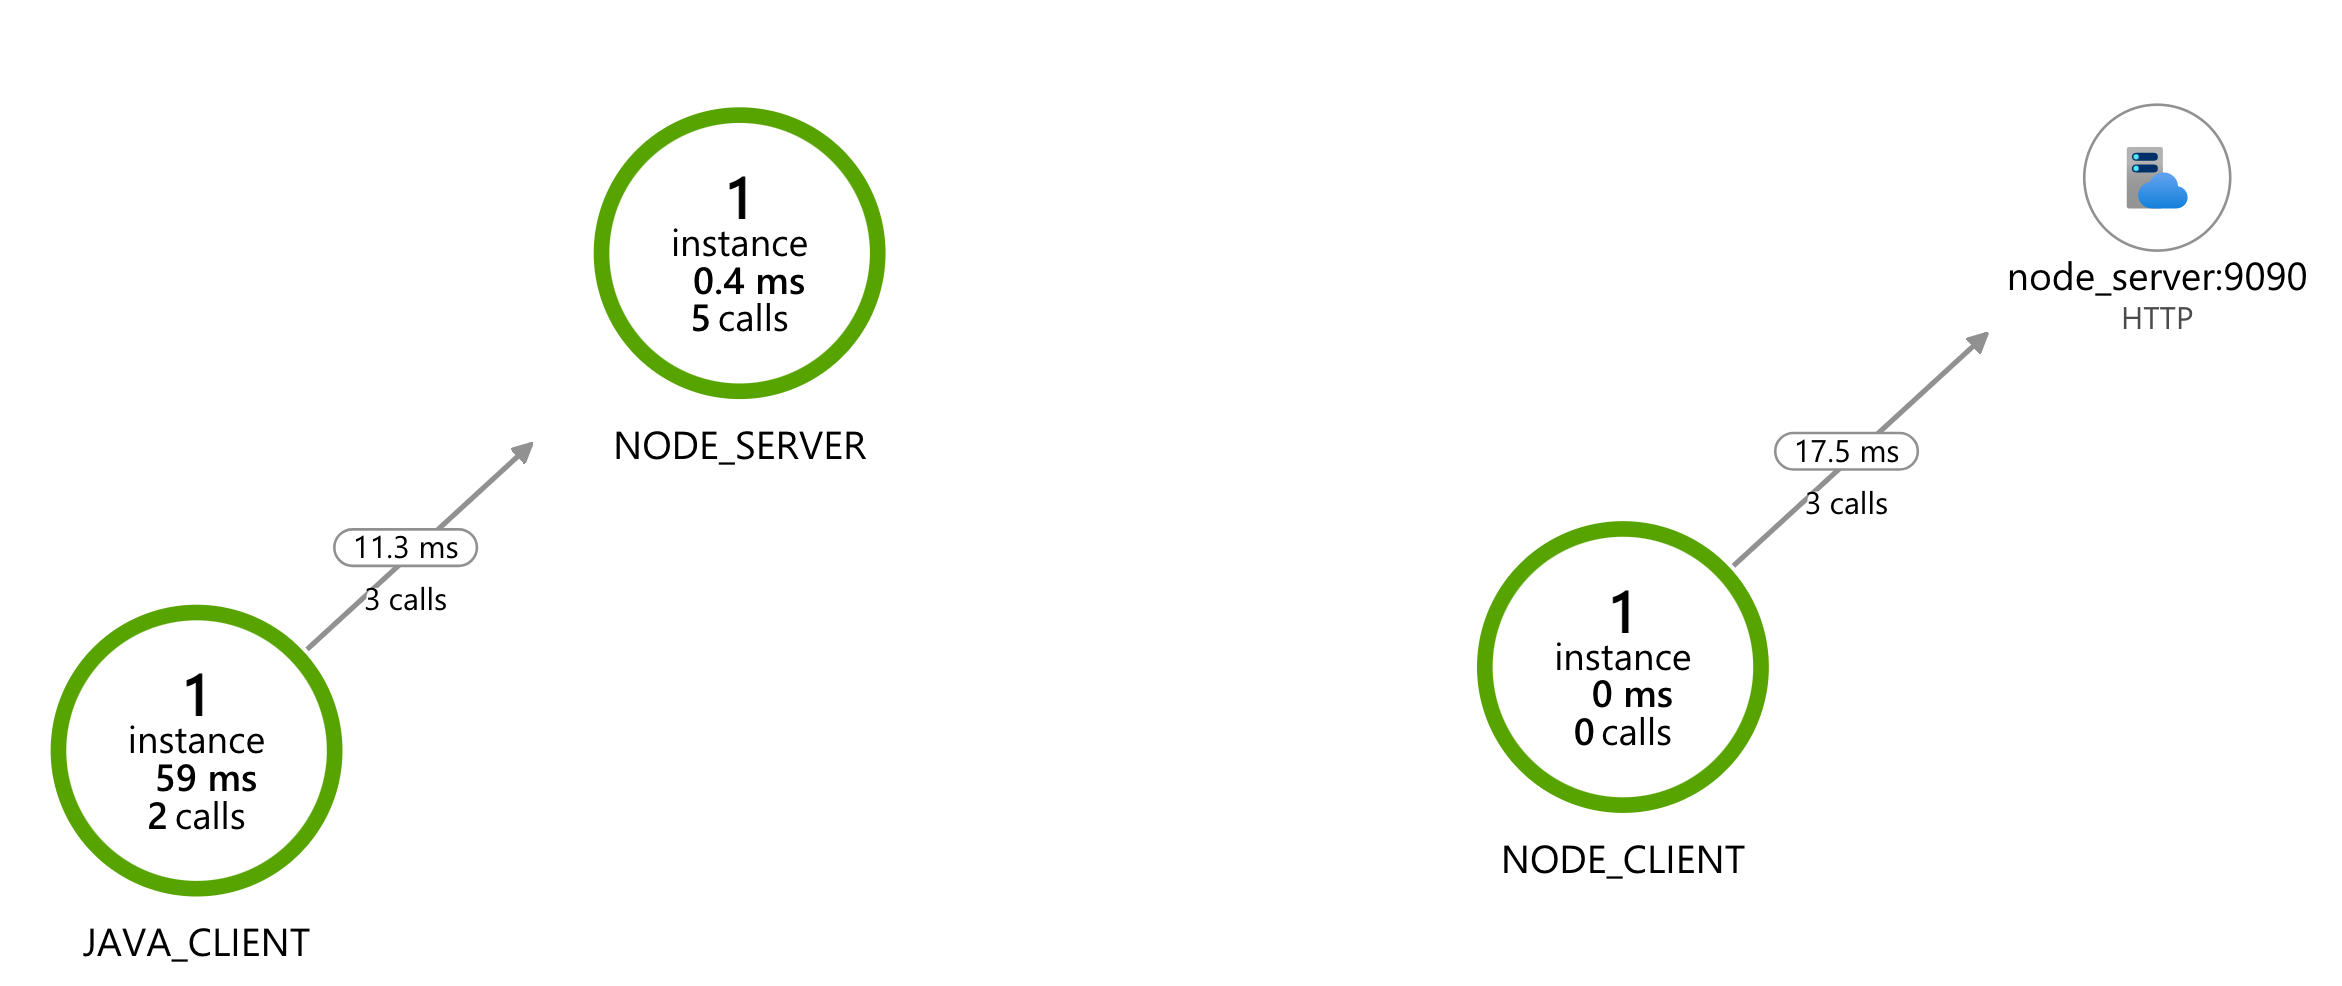 1
instance
0.4 ms
5 calls
NODE_SERVER
11.3 ms
3 calls
1
instance
59 ms
2 calls
JAVA_CLIENT
node_server:9090
HTTP
17.5 ms
3 calls
1
instance
0 ms
0 calls
NODE_CLIENT